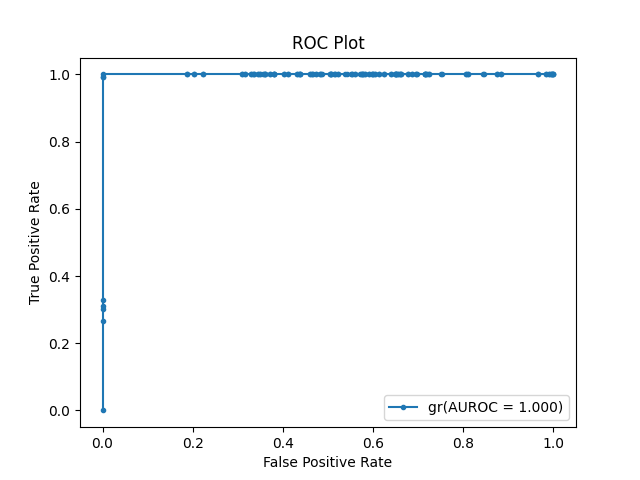 ROC Plot
1.0
0.8
0.6
0.4
0.2
0.0
True Positive Rate
gr(AUROC = 1.000)
0.0 0.2 0.4 0.6 0.8 1.0
False Positive Rate